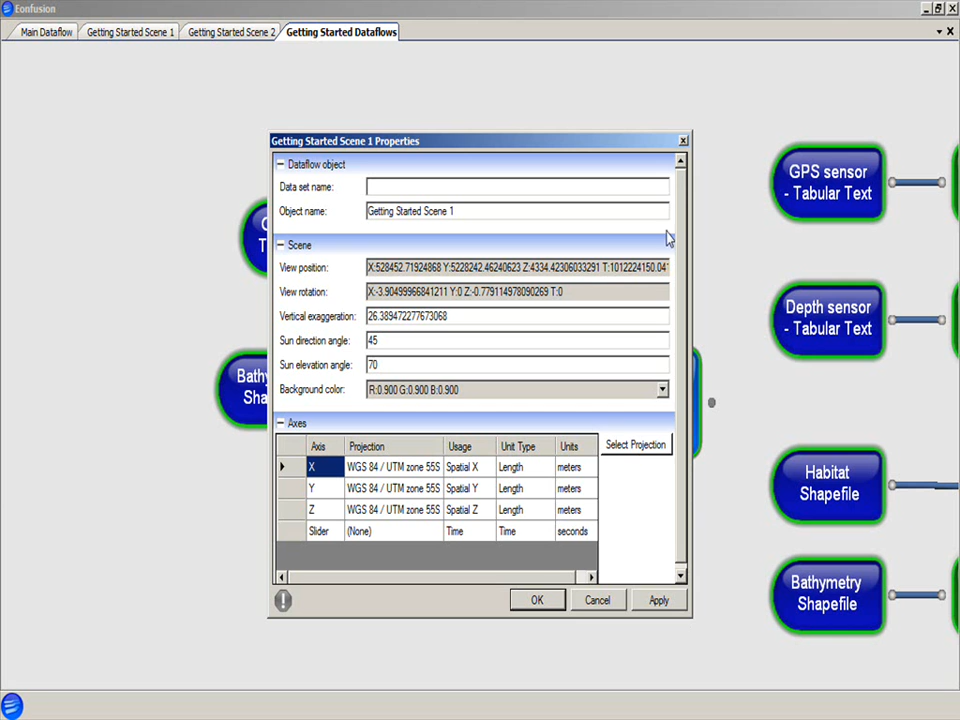 Eonfusion
Main Dataflow
Getting Started Scene 1
Getting Started Scene 2
Getting Started Dataflows
Getting Started Scene 1 Properties
Dataflow object
Data set name:
Object name: Getting Started Scene 1
Scene
View position: X:528452.71924868 Y:5228242.46240623 Z:4334.42306033291 T:1012224150.041
View rotation: X:-3.90499966841211 Y:0 Z:-0.779114978090269 T:0
Vertical exaggeration: 26.389472277673068
Sun direction angle: 45
Sun elevation angle: 70
Background color: R:0.900 G:0.900 B:0.900
Axes
Axis Projection Usage Unit Type Units
X WGS 84 / UTM zone 55S Spatial X Length meters
Y WGS 84 / UTM zone 55S Spatial Y Length meters
Z WGS 84 / UTM zone 55S Spatial Z Length meters
Slider (None) Time Time seconds
Select Projection
OK Cancel Apply
Bathy
Sha
GPS sensor
- Tabular Text
Depth sensor
- Tabular Text
Habitat
Shapefile
Bathymetry
Shapefile